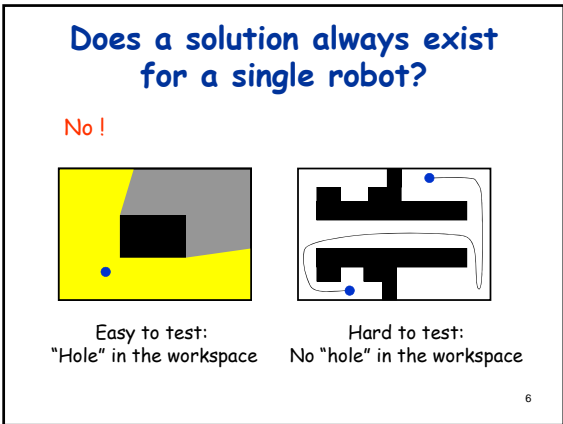 Does a solution always exist
for a single robot?
No !
Easy to test:
"Hole" in the workspace
Hard to test:
No "hole" in the workspace
6